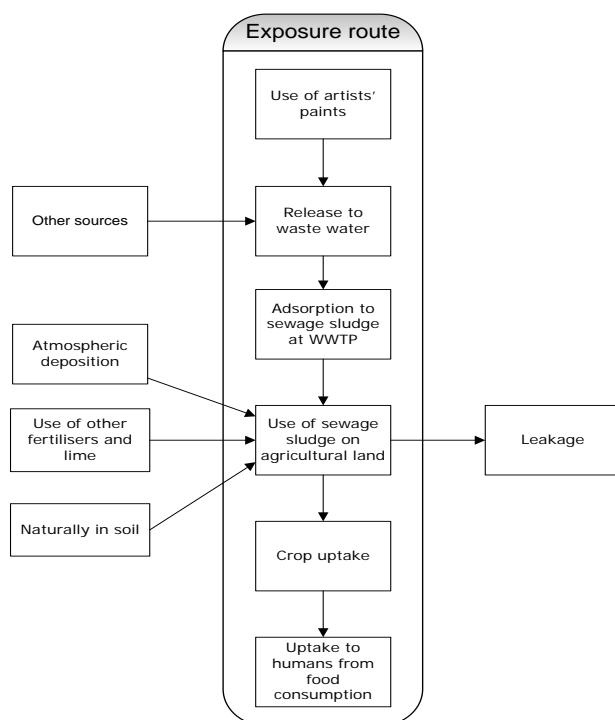 Exposure route
Use of artists'
paints
Other sources
Release to
waste water
Adsorption to
sewage sludge
at WWTP
Atmospheric
deposition
Use of other
fertilisers and
lime
Naturally in soil
Use of sewage
sludge on
agricultural land
Leakage
Crop uptake
Uptake to
humans from
food
consumption